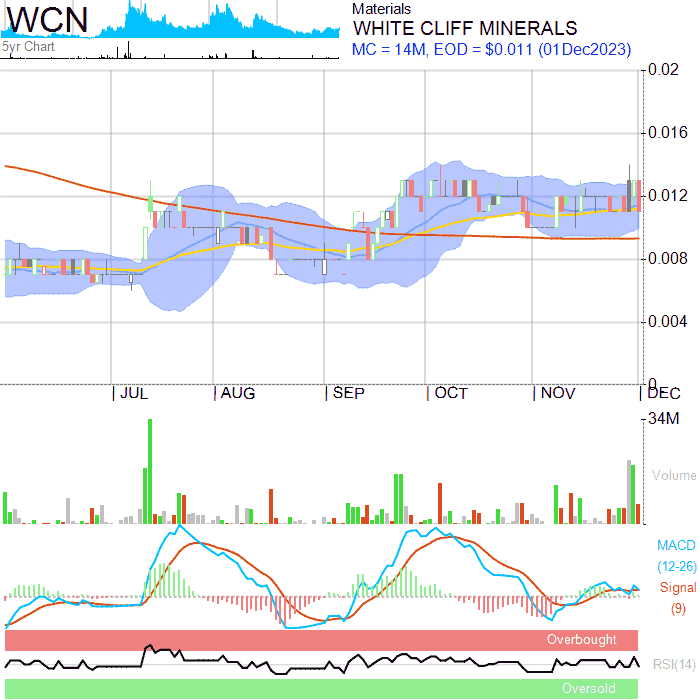 WCN
5yr Chart
Materials
WHITE CLIFF MINERALS
MC = 14M, EOD = $0.011 (01Dec2023)
0.02
0.016
0.012
0.008
0.004
0
JUL AUG SEP OCT NOV DEC
34M
Volume
MACD
(12-26)
Signal
(9)
Overbought
RSI(14)
Oversold